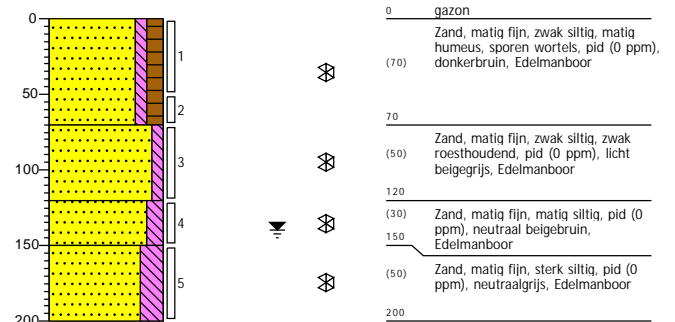 0
50
100
150
200
1
2
3
4
5
0 gazon
(70) Zand, matig fijn, zwak siltig, matig
humeus, sporen wortels, pid (0 ppm),
donkerbruin, Edelmanboor
70
(50) Zand, matig fijn, zwak siltig, zwak
roesthoudend, pid (0 ppm), licht
beigegrijs, Edelmanboor
120
(30) Zand, matig fijn, matig siltig, pid (0
ppm), neutraal beigebruin,
Edelmanboor
150
(50) Zand, matig fijn, sterk siltig, pid (0
ppm), neutraalgrijs, Edelmanboor
200